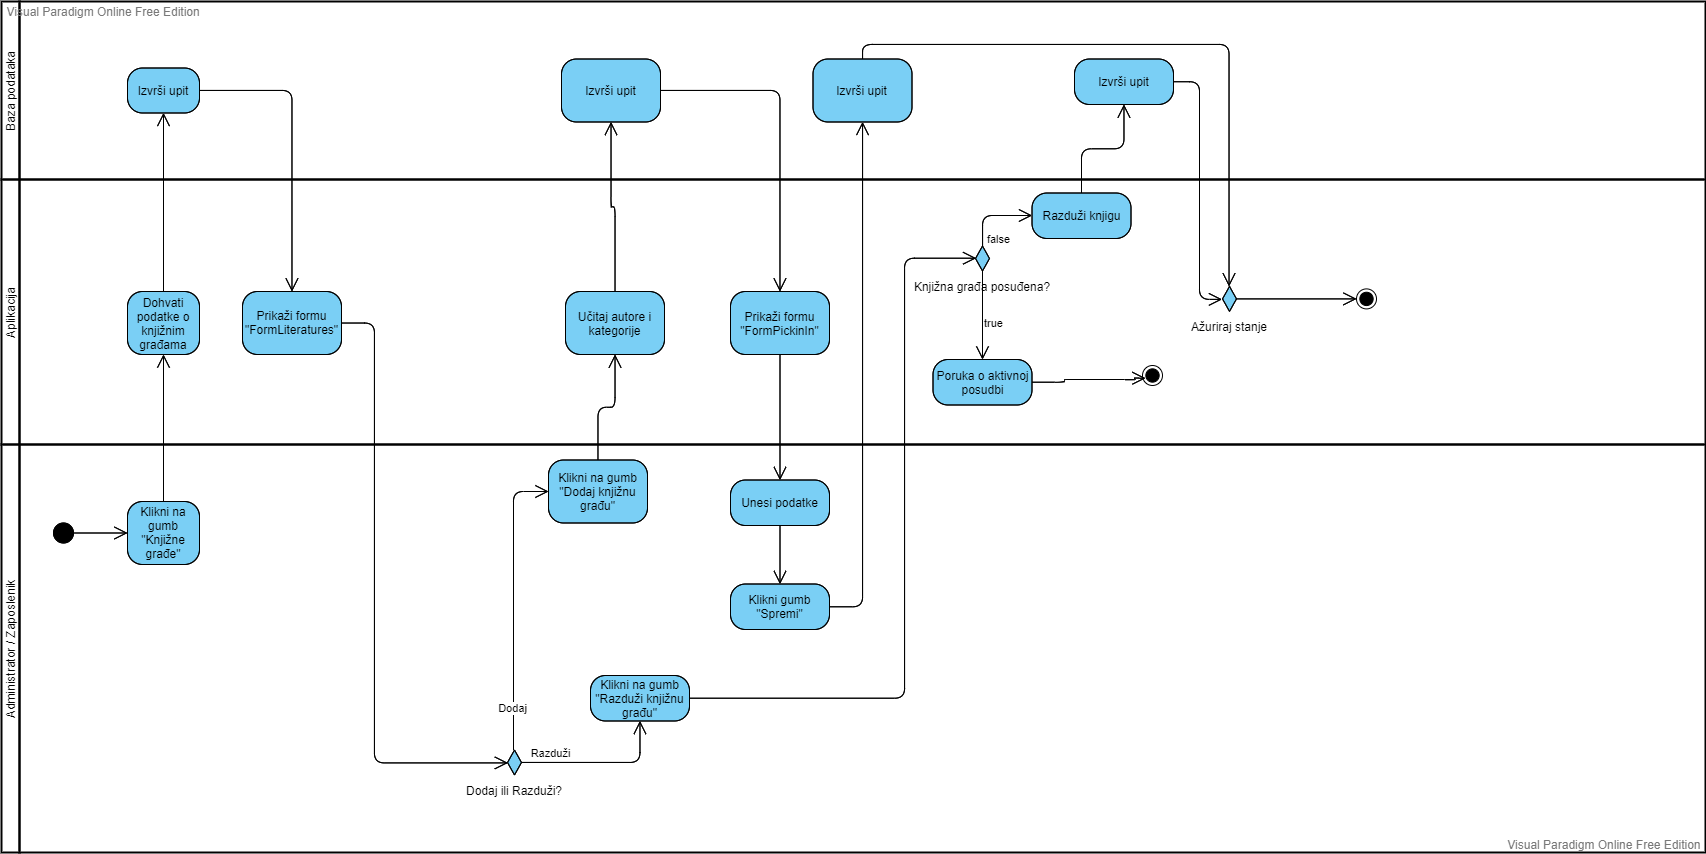 Visual Paradigm Online Free Edition
Baza podataka
Izvrši upit
Izvrši upit
Izvrši upit
Izvrši upit
Aplikacija
Dohvati
podatke o
knjižnim
građama
Prikaži formu
"FormLiteratures"
Učitaj autore i
kategorije
Prikaži formu
"FormPickinIn"
Razduži knjigu
false
Knjižna građa posuđena?
true
Poruka o aktivnoj
posudbi
Ažuriraj stanje
Administrator / Zaposlenik
Klikni na
gumb
"Knjižne
građe"
Klikni na gumb
"Dodaj knjižnu
građu"
Unesi podatke
Klikni gumb
"Spremi"
Klikni na gumb
"Razduži knjižnu
građu"
Dodaj
Razduži
Dodaj ili Razduži?
Visual Paradigm Online Free Edition